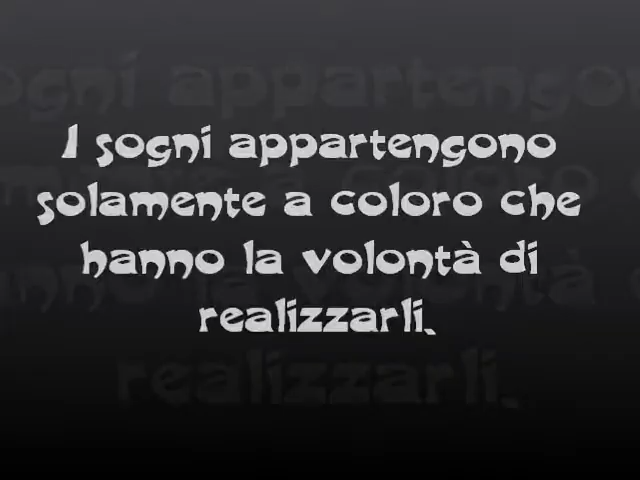 I sogni appartengono
solamente a coloro che
hanno la volontà di
realizzarli.